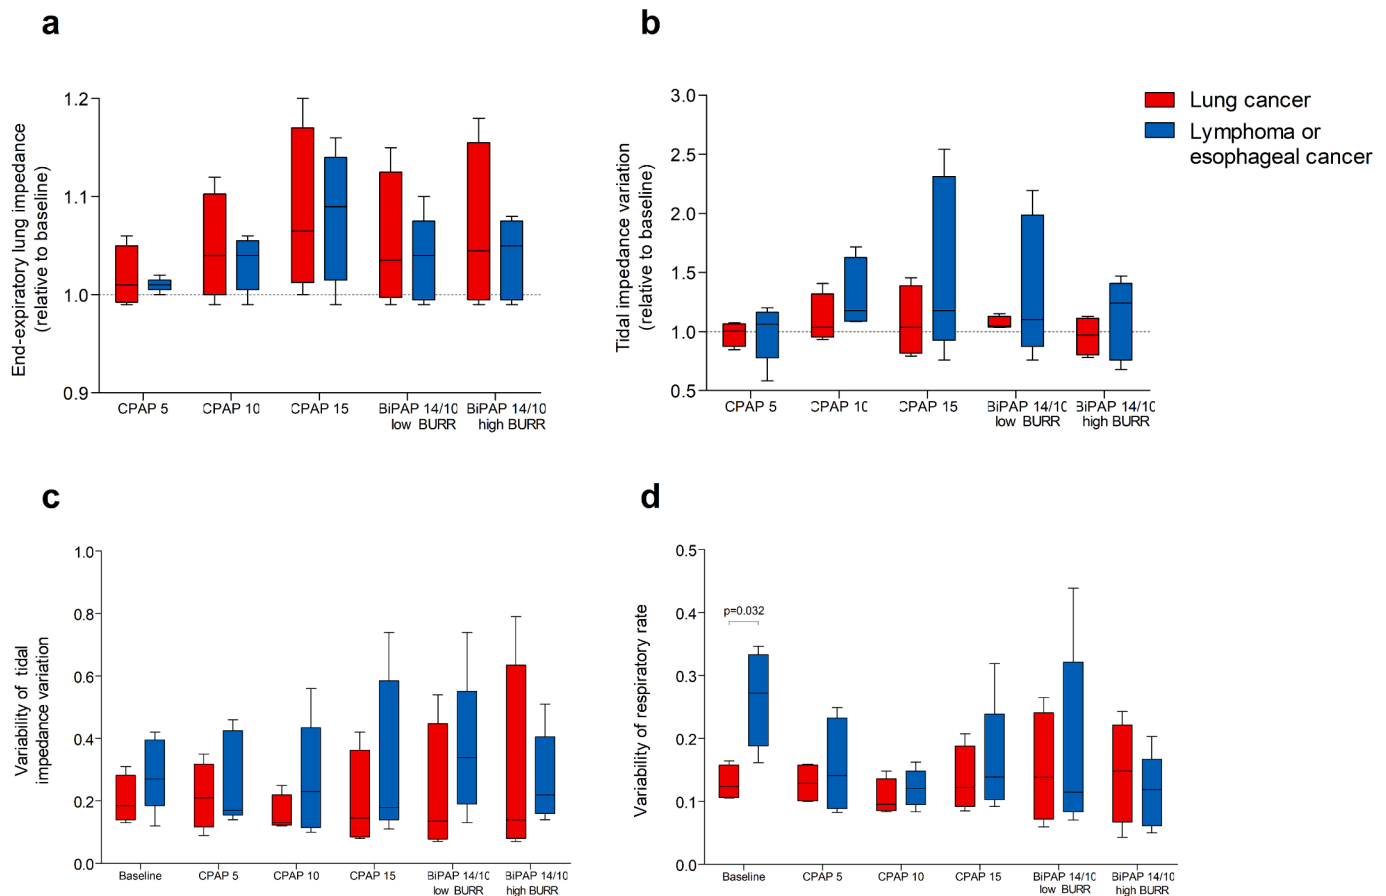 a
End-expiratory lung impedance
(relative to baseline)
1.2
1.1
1.0
0.9
CPAP 5
CPAP 10
CPAP 15
BiPAP 14/10
low BURR
BiPAP 14/10
high BURR
b
Tidal impedance variation
(relative to baseline)
3.0
2.5
2.0
1.5
1.0
0.5
CPAP 5
CPAP 10
CPAP 15
BiPAP 14/10
low BURR
BiPAP 14/10
high BURR
Lung cancer
Lymphoma or
esophageal cancer
c
Variability of tidal
impedance variation
1.0
0.8
0.6
0.4
0.2
0.0
Baseline
CPAP 5
CPAP 10
CPAP 15
BiPAP 14/10
low BURR
BiPAP 14/10
high BURR
d
Variability of respiratory rate
0.5
0.4
0.3
0.2
0.1
0.0
p=0.032
Baseline
CPAP 5
CPAP 10
CPAP 15
BiPAP 14/10
low BURR
BiPAP 14/10
high BURR